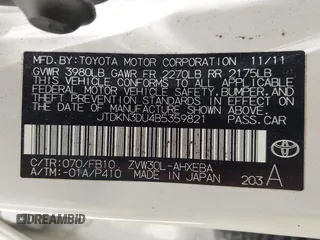 MFD.BY:TOYOTA MOTOR CORPORATION 11/11
GVWR 3980LB GAWR FR 2270LB RR 2175LB
THIS VEHICLE CONFORMS TO ALL APPLICABLE
FEDERAL MOTOR VEHICLE SAFETY, BUMPER, AND
THEFT PREVENTION STANDARDS IN EFFECT ON
THE DATE OF MANUFACTURE SHOWN ABOVE.
JTDKN3DU4B5359821 PASS.CAR
C/TR:070/FB10 ZVW30L-AHXEBA
A/TM:-01A/P410 MADE IN JAPAN 203 A
TOYOTA
DREAMBID